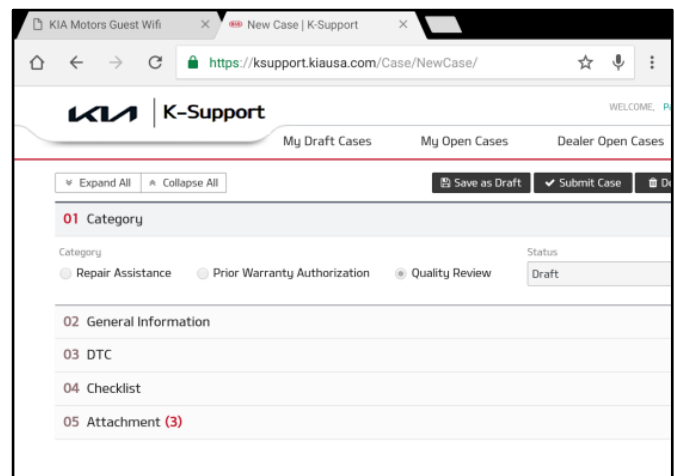 KIA Motors Guest Wifi
New Case | K-Support
https://ksupport.kiausa.com/Case/NewCase/
KIA | K-Support
WELCOME,
My Draft Cases My Open Cases Dealer Open Cases
Expand All Collapse All Save as Draft Submit Case
01 Category
Category Status
Repair Assistance Prior Warranty Authorization Quality Review Draft
02 General Information
03 DTC
04 Checklist
05 Attachment (3)